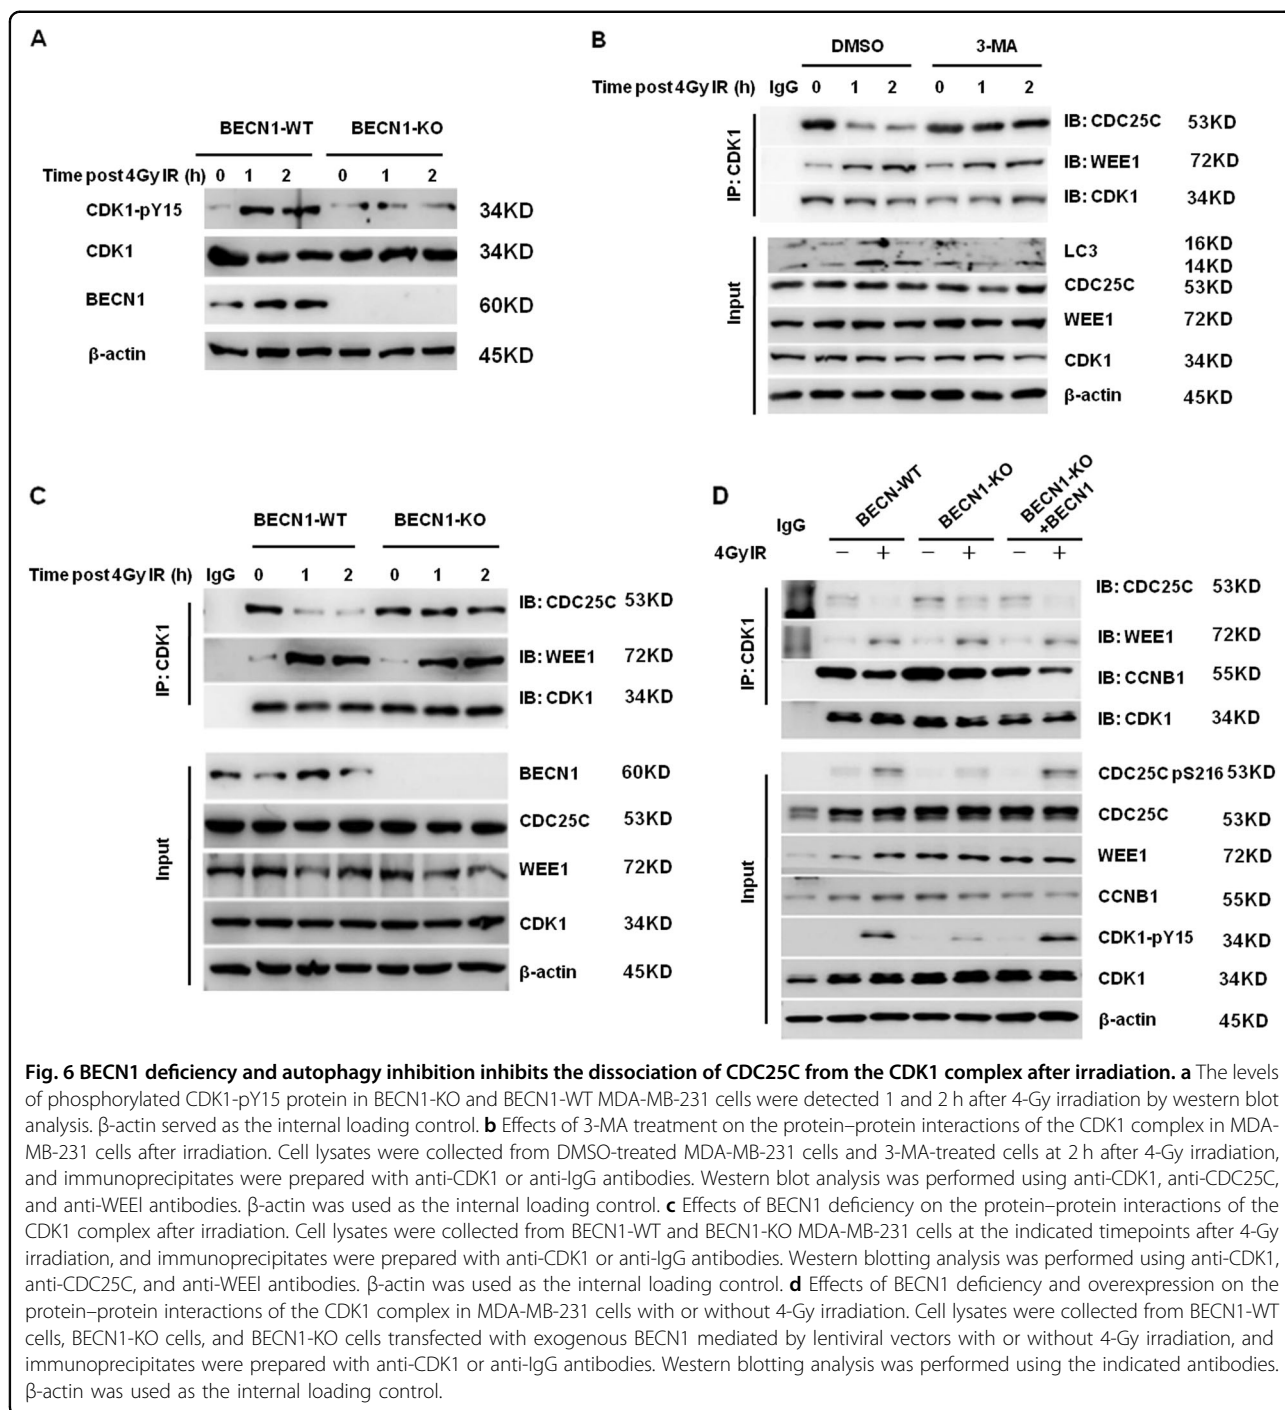 A
BECN1-WT BECN1-KO
Time post 4Gy IR (h) 0 1 2 0 1 2
CDK1-pY15 34KD
CDK1 34KD
BECN1 60KD
β-actin 45KD
B
DMSO 3-MA
Time post 4Gy IR (h) IgG 0 1 2 0 1 2
IP: CDK1
IB: CDC25C 53KD
IB: WEE1 72KD
IB: CDK1 34KD
Input
LC3 16KD
14KD
CDC25C 53KD
WEE1 72KD
CDK1 34KD
β-actin 45KD
C
BECN1-WT BECN1-KO
Time post 4Gy IR (h) IgG 0 1 2 0 1 2
IP: CDK1
IB: CDC25C 53KD
IB: WEE1 72KD
IB: CDK1 34KD
Input
BECN1 60KD
CDC25C 53KD
WEE1 72KD
CDK1 34KD
β-actin 45KD
D
IgG BECN-WT BECN1-KO BECN1-KO
+BECN1
4Gy IR − + − + − +
IP: CDK1
IB: CDC25C 53KD
IB: WEE1 72KD
IB: CCNB1 55KD
IB: CDK1 34KD
Input
CDC25C pS216 53KD
CDC25C 53KD
WEE1 72KD
CCNB1 55KD
CDK1-pY15 34KD
CDK1 34KD
β-actin 45KD
Fig. 6 BECN1 deficiency and autophagy inhibition inhibits the dissociation of CDC25C from the CDK1 complex after irradiation. a The levels
of phosphorylated CDK1-pY15 protein in BECN1-KO and BECN1-WT MDA-MB-231 cells were detected 1 and 2 h after 4-Gy irradiation by western blot
analysis. β-actin served as the internal loading control. b Effects of 3-MA treatment on the protein–protein interactions of the CDK1 complex in MDA-
MB-231 cells after irradiation. Cell lysates were collected from DMSO-treated MDA-MB-231 cells and 3-MA-treated cells at 2 h after 4-Gy irradiation,
and immunoprecipitates were prepared with anti-CDK1 or anti-IgG antibodies. Western blot analysis was performed using anti-CDK1, anti-CDC25C,
and anti-WEEl antibodies. β-actin was used as the internal loading control. c Effects of BECN1 deficiency on the protein–protein interactions of the
CDK1 complex after irradiation. Cell lysates were collected from BECN1-WT and BECN1-KO MDA-MB-231 cells at the indicated timepoints after 4-Gy
irradiation, and immunoprecipitates were prepared with anti-CDK1 or anti-IgG antibodies. Western blotting analysis was performed using anti-CDK1,
anti-CDC25C, and anti-WEEl antibodies. β-actin was used as the internal loading control. d Effects of BECN1 deficiency and overexpression on the
protein–protein interactions of the CDK1 complex in MDA-MB-231 cells with or without 4-Gy irradiation. Cell lysates were collected from BECN1-WT
cells, BECN1-KO cells, and BECN1-KO cells transfected with exogenous BECN1 mediated by lentiviral vectors with or without 4-Gy irradiation, and
immunoprecipitates were prepared with anti-CDK1 or anti-IgG antibodies. Western blotting analysis was performed using the indicated antibodies.
β-actin was used as the internal loading control.